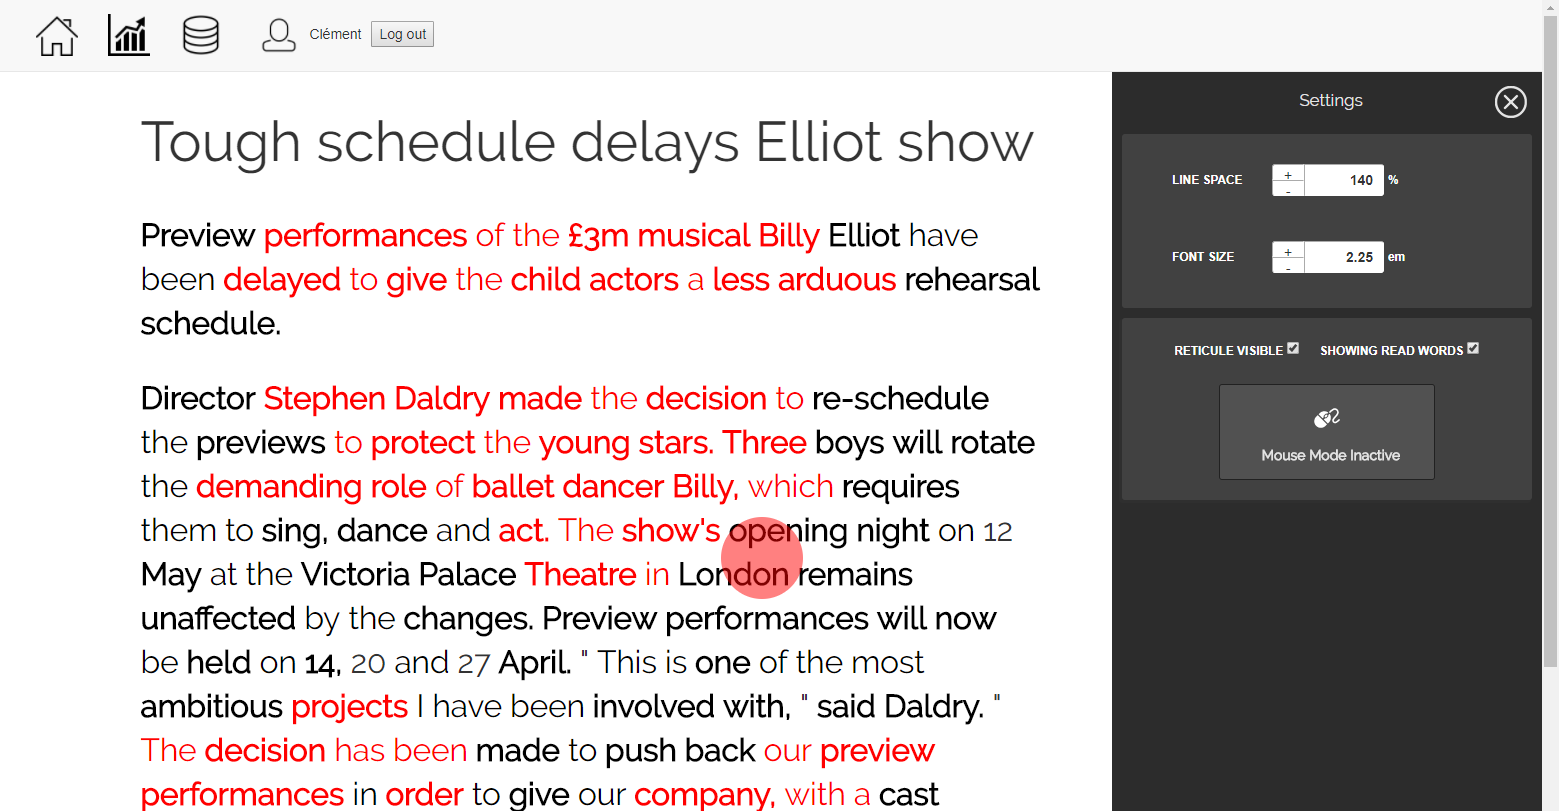 Clément Log out
Tough schedule delays Elliot show
Preview performances of the £3m musical Billy Elliot have
been delayed to give the child actors a less arduous rehearsal
schedule.
Director Stephen Daldry made the decision to re-schedule
the previews to protect the young stars. Three boys will rotate
the demanding role of ballet dancer Billy, which requires
them to sing, dance and act. The show's opening night on 12
May at the Victoria Palace Theatre in London remains
unaffected by the changes. Preview performances will now
be held on 14, 20 and 27 April. " This is one of the most
ambitious projects I have been involved with, " said Daldry. "
The decision has been made to push back our preview
performances in order to give our company, with a cast
Settings
LINE SPACE + - 140 %
FONT SIZE + - 2.25 em
RETICULE VISIBLE SHOWING READ WORDS
Mouse Mode Inactive